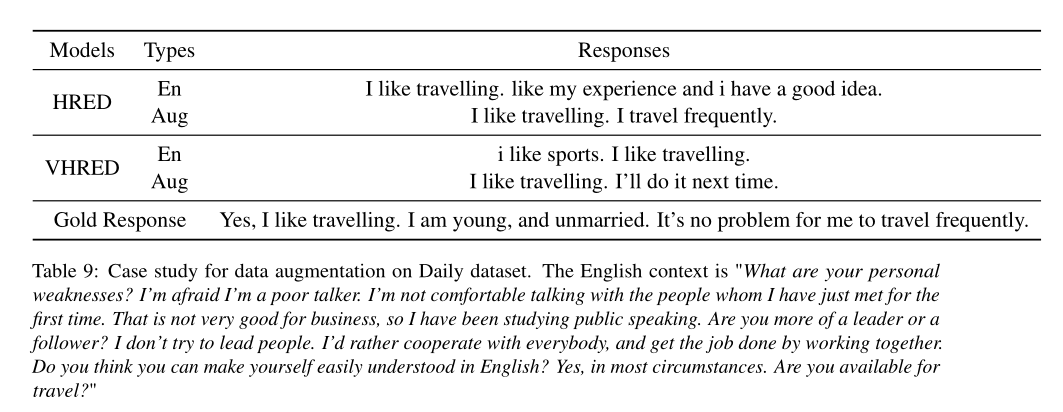 Models Types Responses
HRED
En I like travelling. like my experience and i have a good idea.
Aug I like travelling. I travel frequently.
VHRED
En i like sports. I like travelling.
Aug I like travelling. I'll do it next time.
Gold Response Yes, I like travelling. I am young, and unmarried. It's no problem for me to travel frequently.
Table 9: Case study for data augmentation on Daily dataset. The English context is "What are your personal
weaknesses? I'm afraid I'm a poor talker. I'm not comfortable talking with the people whom I have just met for the
first time. That is not very good for business, so I have been studying public speaking. Are you more of a leader or a
follower? I don't try to lead people. I'd rather cooperate with everybody, and get the job done by working together.
Do you think you can make yourself easily understood in English? Yes, in most circumstances. Are you available for
travel?"